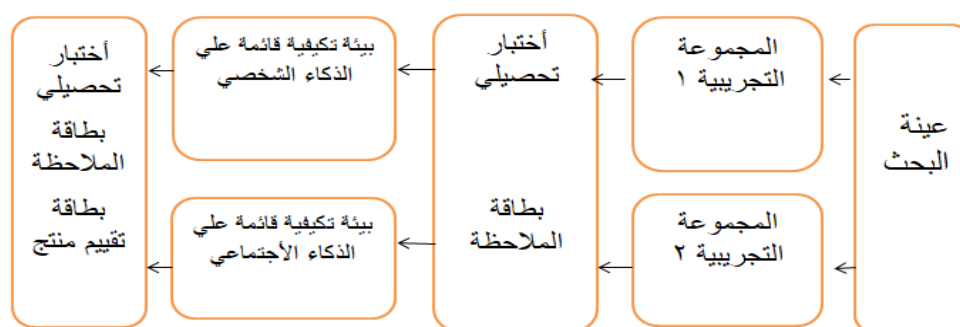 عينة
البحث
المجموعة
التجريبية ١
المجموعة
التجريبية ٢
أختبار
تحصيلي
بطاقة
الملاحظة
بيئة تكيفية قائمة علي
الذكاء الشخصي
بيئة تكيفية قائمة علي
الذكاء الأجتماعي
أختبار
تحصيلي
بطاقة
الملاحظة
بطاقة
تقييم منتج